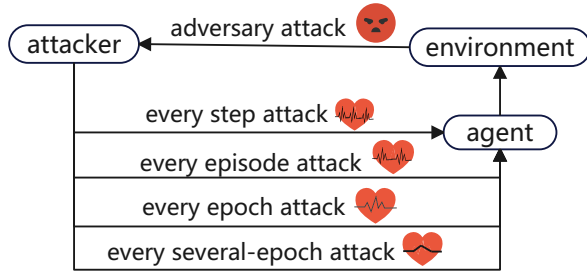 adversary attack
attacker
environment
every step attack
agent
every episode attack
every epoch attack
every several-epoch attack